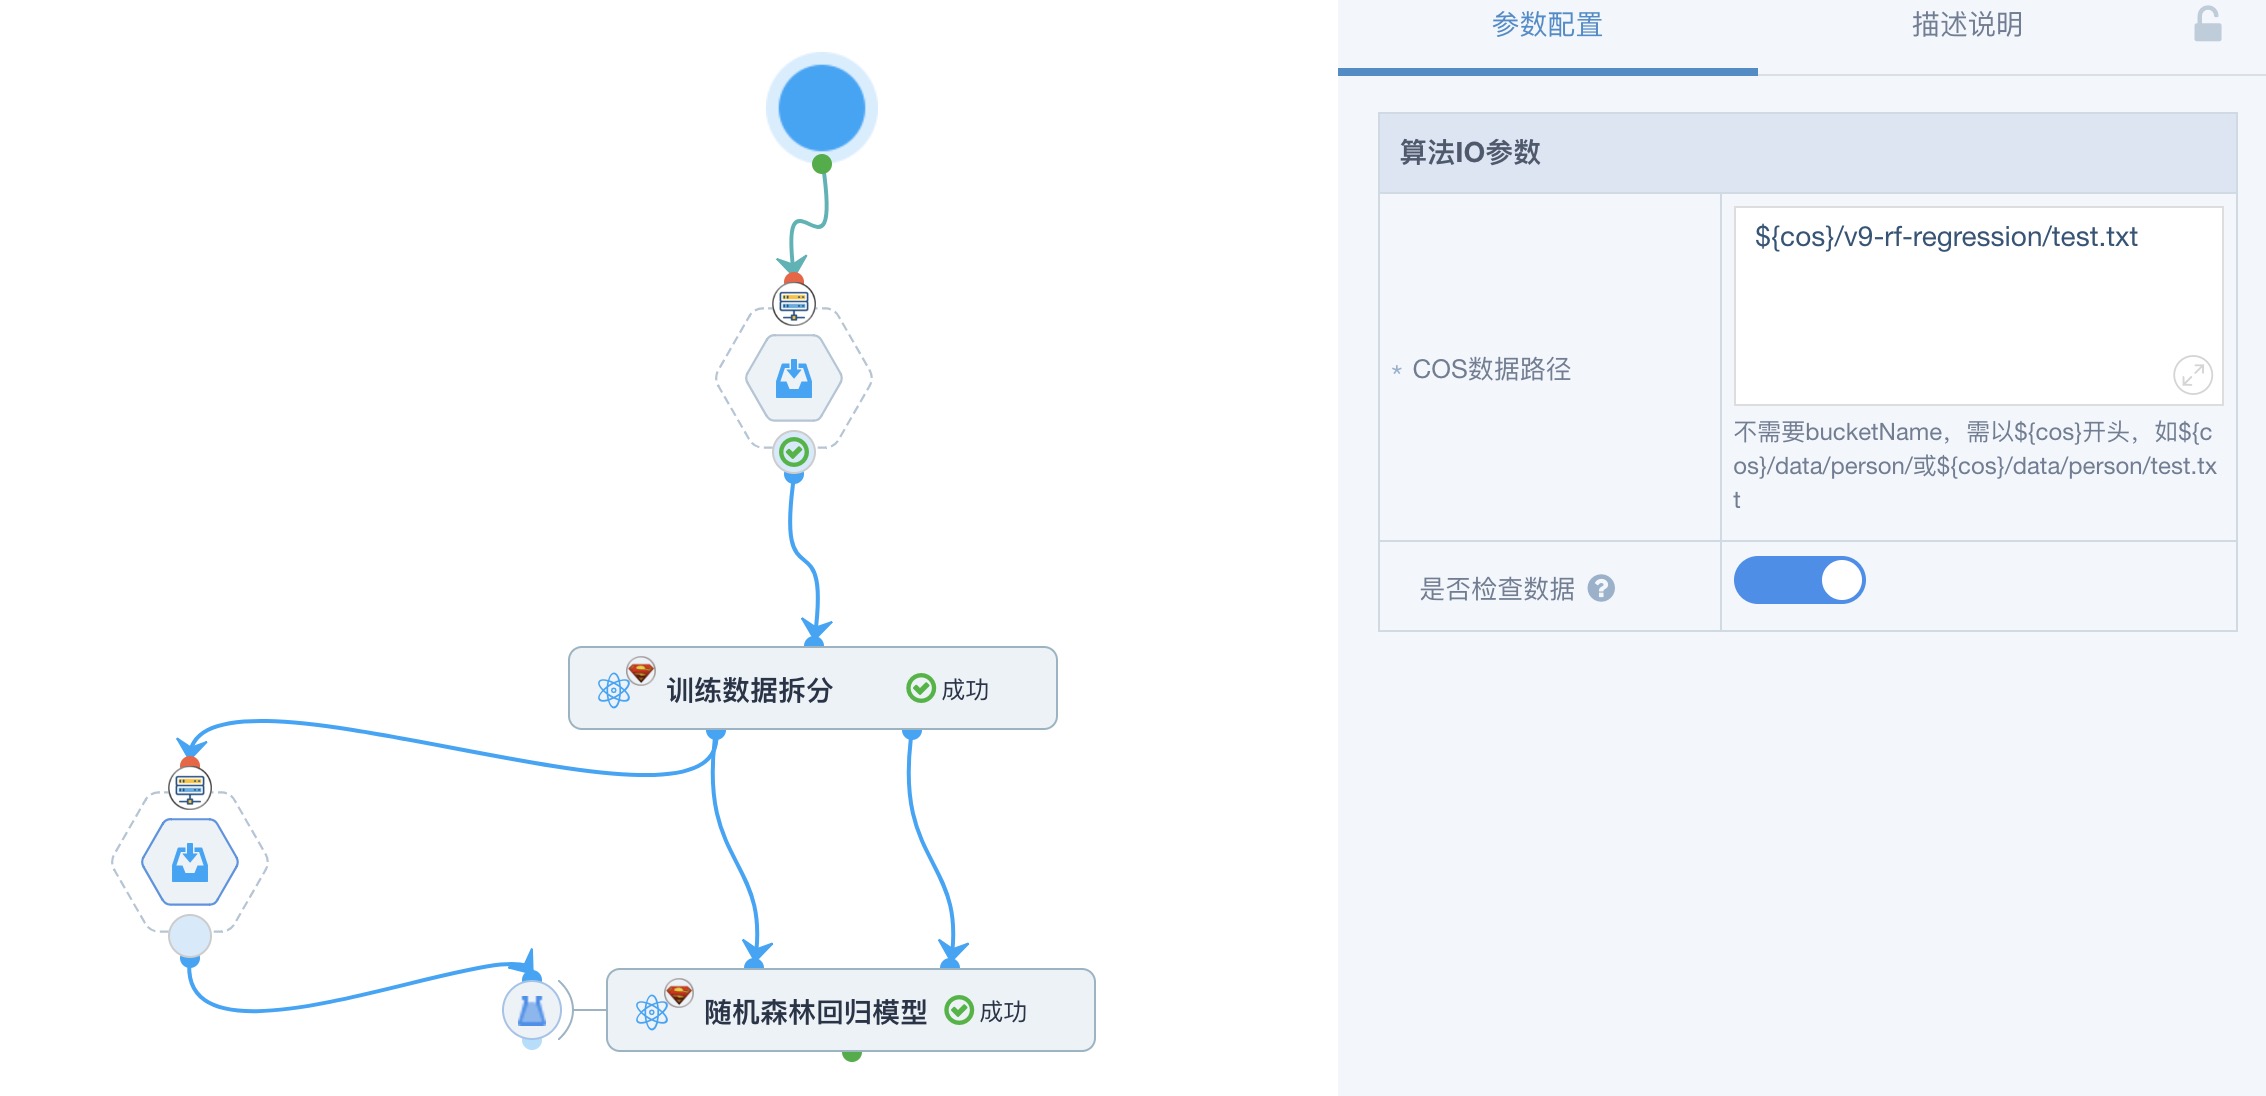 参数配置
描述说明
算法IO参数
* COS数据路径
${cos}/v9-rf-regression/test.txt
不需要bucketName，需以${cos}开头，如${c
os}/data/person/或${cos}/data/person/test.tx
t
是否检查数据 ?
训练数据拆分 成功
随机森林回归模型 成功